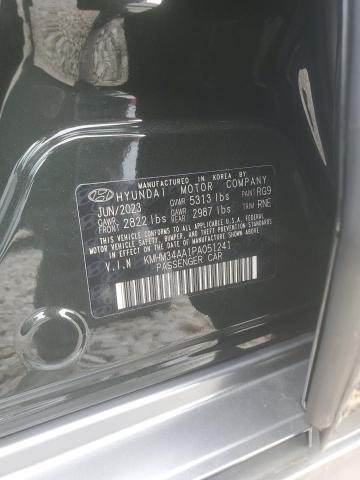 MANUFACTURED BY
HYUNDAI MOTOR COMPANY
MADE IN KOREA
JUN/2023 GVWR 5313 lbs PAINT RG9
GAWR FRONT 2822 lbs GAWR REAR 2987 lbs TRIM RNE
THIS VEHICLE CONFORMS TO ALL APPLICABLE U.S.A. FEDERAL
MOTOR VEHICLE SAFETY, BUMPER, AND THEFT PREVENTION
STANDARDS IN EFFECT ON THE DATE OF MANUFACTURE
SHOWN ABOVE.
V.I.N KMHM34AA1PA051241
PASSENGER CAR